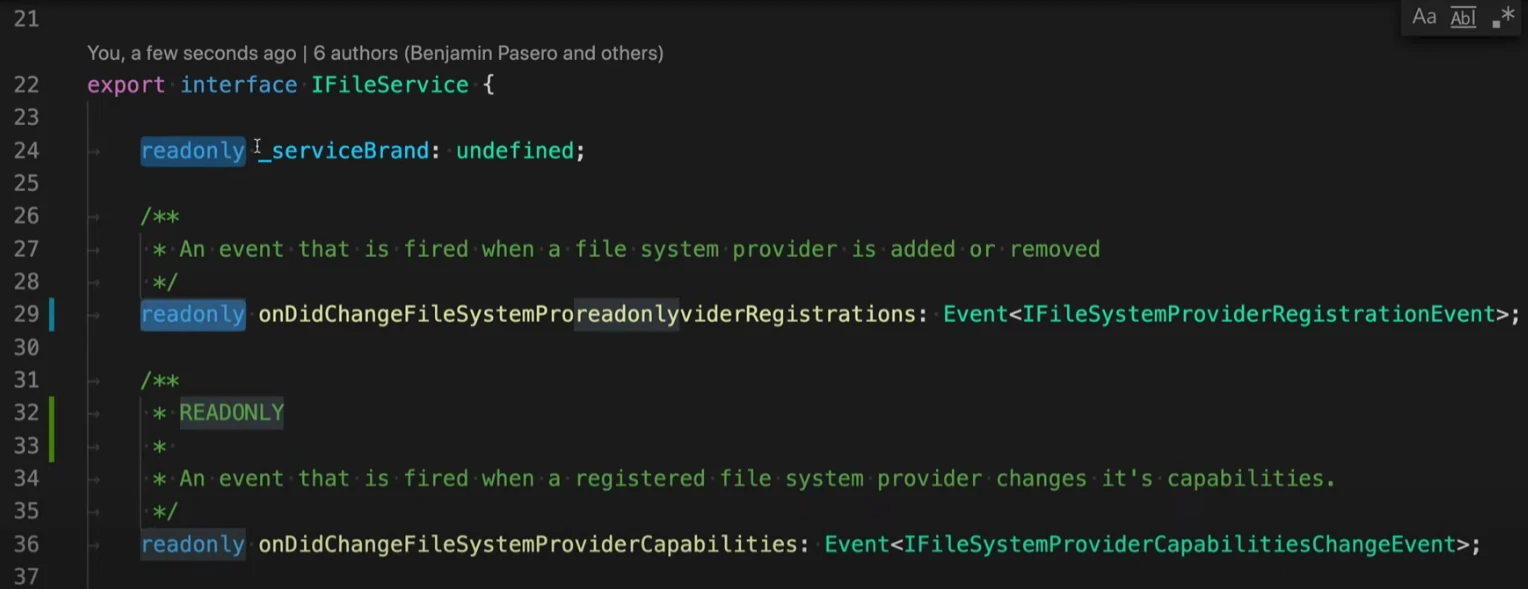 21
Aa Abl .*
You, a few seconds ago | 6 authors (Benjamin Pasero and others)
22 export interface IFileService {
23
24 readonly _serviceBrand: undefined;
25
26 /**
27 * An event that is fired when a file system provider is added or removed
28 */
29 readonly onDidChangeFileSystemProreadonlyviderRegistrations: Event<IFileSystemProviderRegistrationEvent>;
30
31 /**
32 * READONLY
33 *
34 * An event that is fired when a registered file system provider changes it's capabilities.
35 */
36 readonly onDidChangeFileSystemProviderCapabilities: Event<IFileSystemProviderCapabilitiesChangeEvent>;
37